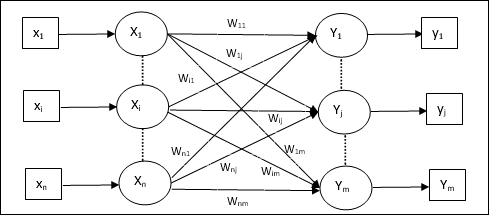 W₁₁
x₁ X₁ Y₁ y₁
W₁ⱼ
Wᵢ₁
xᵢ Xᵢ Wᵢⱼ Yⱼ yⱼ
Wₙ₁ W₁ₘ
Wₙⱼ Wᵢₘ
xₙ Xₙ Yₘ Yₘ
Wₙₘ